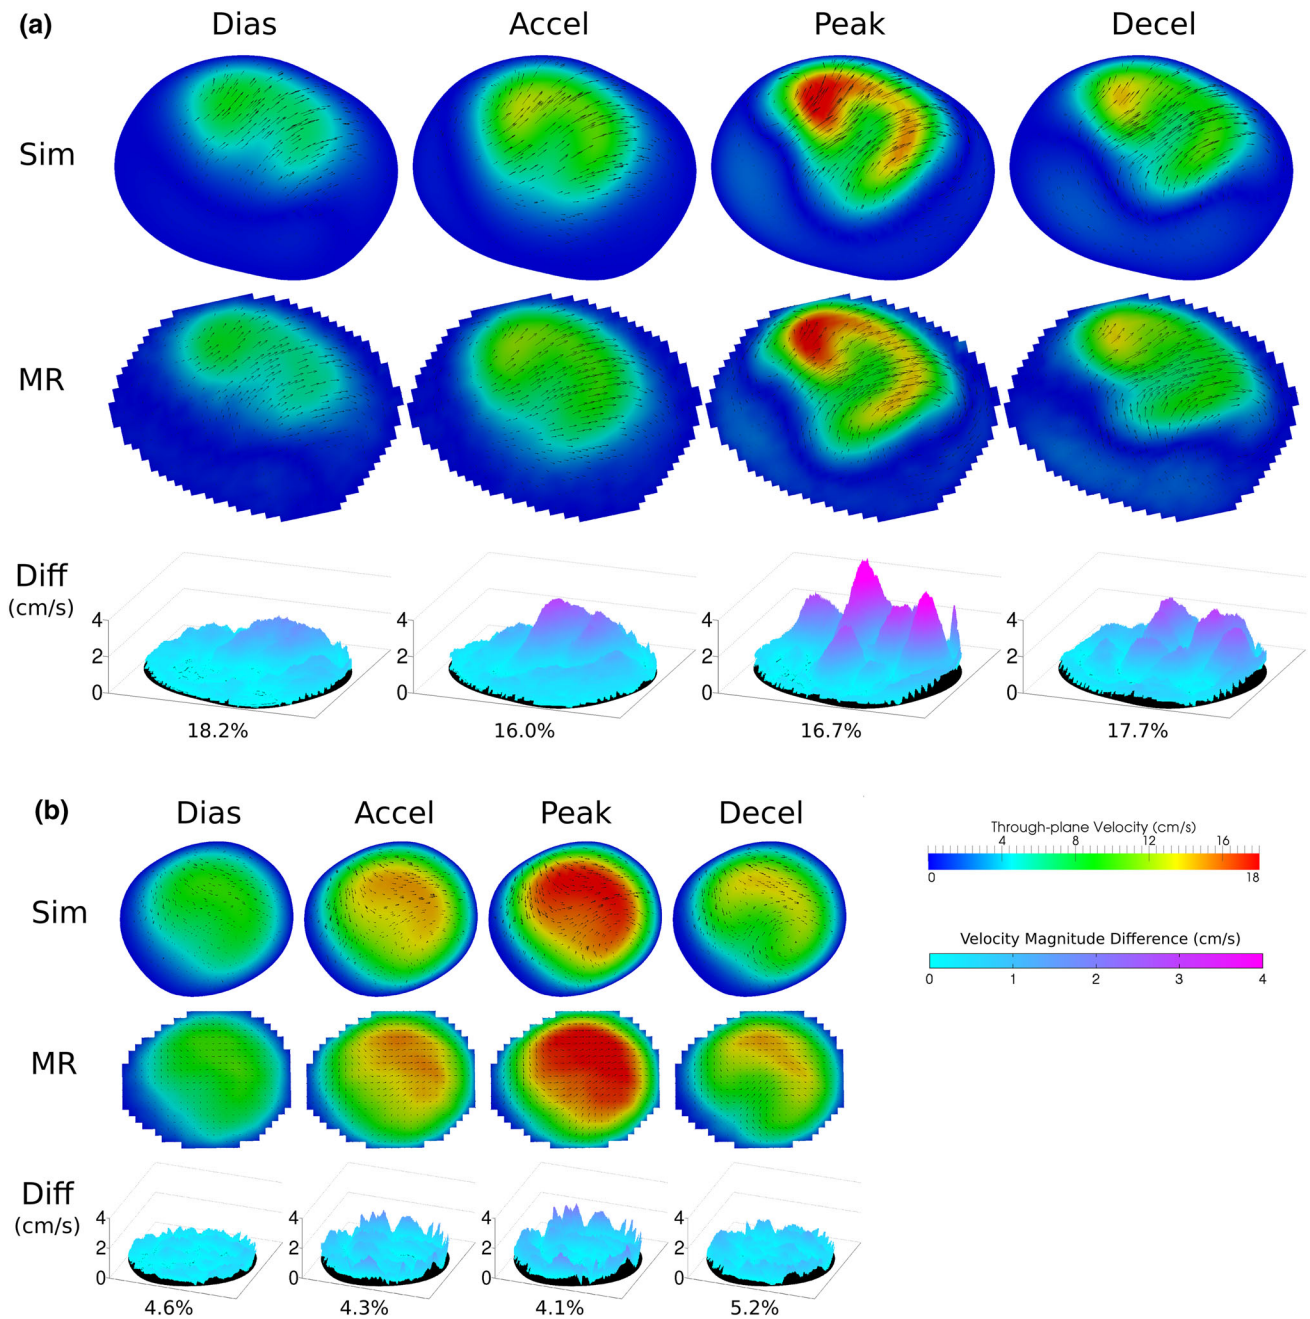 (a)
Dias Accel Peak Decel
Sim
MR
Diff
(cm/s)
4 4 4 4
2 2 2 2
0 0 0 0
18.2% 16.0% 16.7% 17.7%
(b)
Dias Accel Peak Decel
Through-plane Velocity (cm/s)
4 8 12 16
0 18
Sim
Velocity Magnitude Difference (cm/s)
0 1 2 3 4
MR
Diff
(cm/s)
4 4 4 4
2 2 2 2
0 0 0 0
4.6% 4.3% 4.1% 5.2%